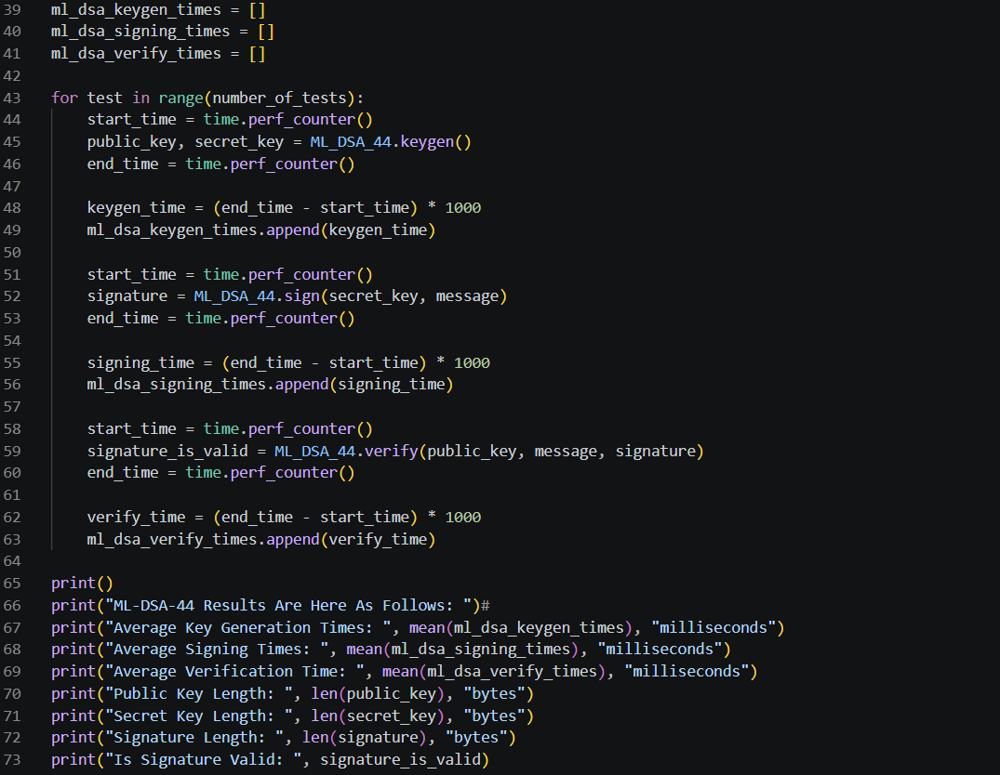 39 ml_dsa_keygen_times = []
40 ml_dsa_signing_times = []
41 ml_dsa_verify_times = []
42
43 for test in range(number_of_tests):
44     start_time = time.perf_counter()
45     public_key, secret_key = ML_DSA_44.keygen()
46     end_time = time.perf_counter()
47
48     keygen_time = (end_time - start_time) * 1000
49     ml_dsa_keygen_times.append(keygen_time)
50
51     start_time = time.perf_counter()
52     signature = ML_DSA_44.sign(secret_key, message)
53     end_time = time.perf_counter()
54
55     signing_time = (end_time - start_time) * 1000
56     ml_dsa_signing_times.append(signing_time)
57
58     start_time = time.perf_counter()
59     signature_is_valid = ML_DSA_44.verify(public_key, message, signature)
60     end_time = time.perf_counter()
61
62     verify_time = (end_time - start_time) * 1000
63     ml_dsa_verify_times.append(verify_time)
64
65 print()
66 print("ML-DSA-44 Results Are Here As Follows: ")#
67 print("Average Key Generation Times: ", mean(ml_dsa_keygen_times), "milliseconds")
68 print("Average Signing Times: ", mean(ml_dsa_signing_times), "milliseconds")
69 print("Average Verification Time: ", mean(ml_dsa_verify_times), "milliseconds")
70 print("Public Key Length: ", len(public_key), "bytes")
71 print("Secret Key Length: ", len(secret_key), "bytes")
72 print("Signature Length: ", len(signature), "bytes")
73 print("Is Signature Valid: ", signature_is_valid)